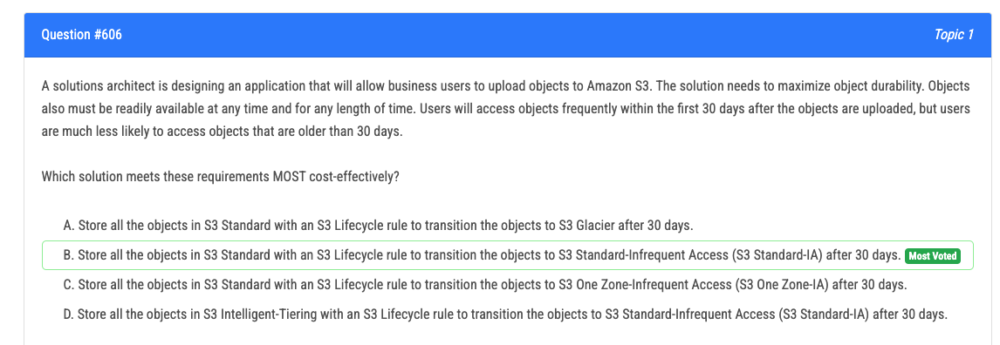 Question #606
Topic 1
A solutions architect is designing an application that will allow business users to upload objects to Amazon S3. The solution needs to maximize object durability. Objects
also must be readily available at any time and for any length of time. Users will access objects frequently within the first 30 days after the objects are uploaded, but users
are much less likely to access objects that are older than 30 days.
Which solution meets these requirements MOST cost-effectively?
A. Store all the objects in S3 Standard with an S3 Lifecycle rule to transition the objects to S3 Glacier after 30 days.
B. Store all the objects in S3 Standard with an S3 Lifecycle rule to transition the objects to S3 Standard-Infrequent Access (S3 Standard-IA) after 30 days. Most Voted
C. Store all the objects in S3 Standard with an S3 Lifecycle rule to transition the objects to S3 One Zone-Infrequent Access (S3 One Zone-IA) after 30 days.
D. Store all the objects in S3 Intelligent-Tiering with an S3 Lifecycle rule to transition the objects to S3 Standard-Infrequent Access (S3 Standard-IA) after 30 days.